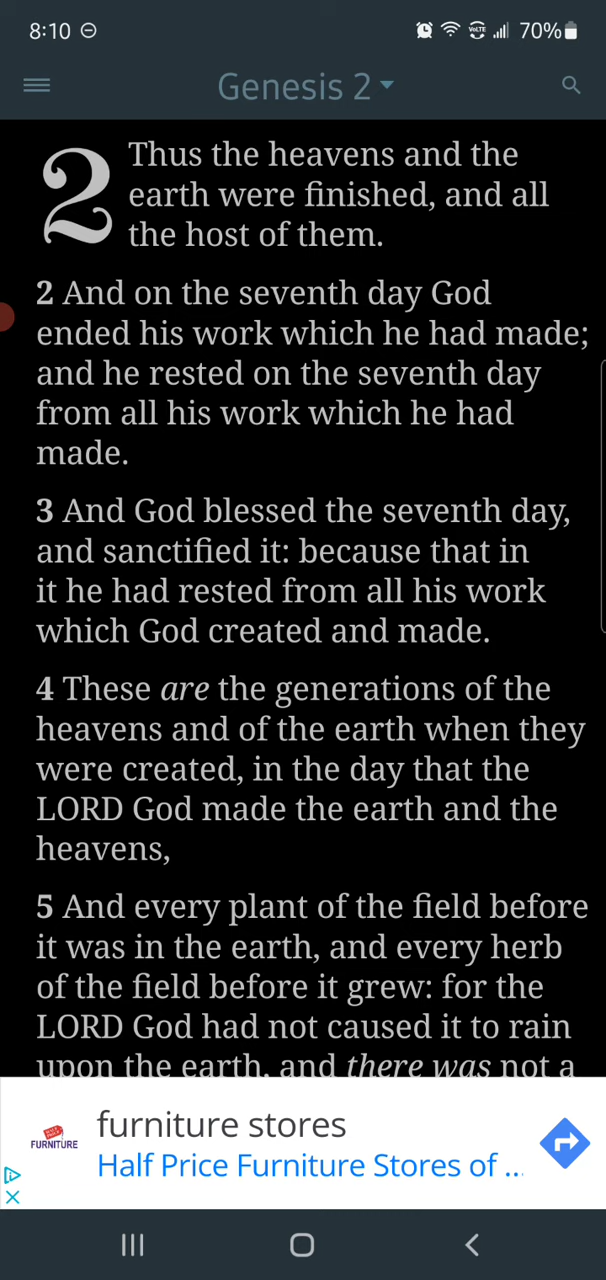 8:10
VoLTE
70%
Genesis 2
2 Thus the heavens and the
earth were finished, and all
the host of them.
2 And on the seventh day God
ended his work which he had made;
and he rested on the seventh day
from all his work which he had
made.
3 And God blessed the seventh day,
and sanctified it: because that in
it he had rested from all his work
which God created and made.
4 These are the generations of the
heavens and of the earth when they
were created, in the day that the
LORD God made the earth and the
heavens,
5 And every plant of the field before
it was in the earth, and every herb
of the field before it grew: for the
LORD God had not caused it to rain
upon the earth, and there was not a
FURNITURE
furniture stores
Half Price Furniture Stores of ...